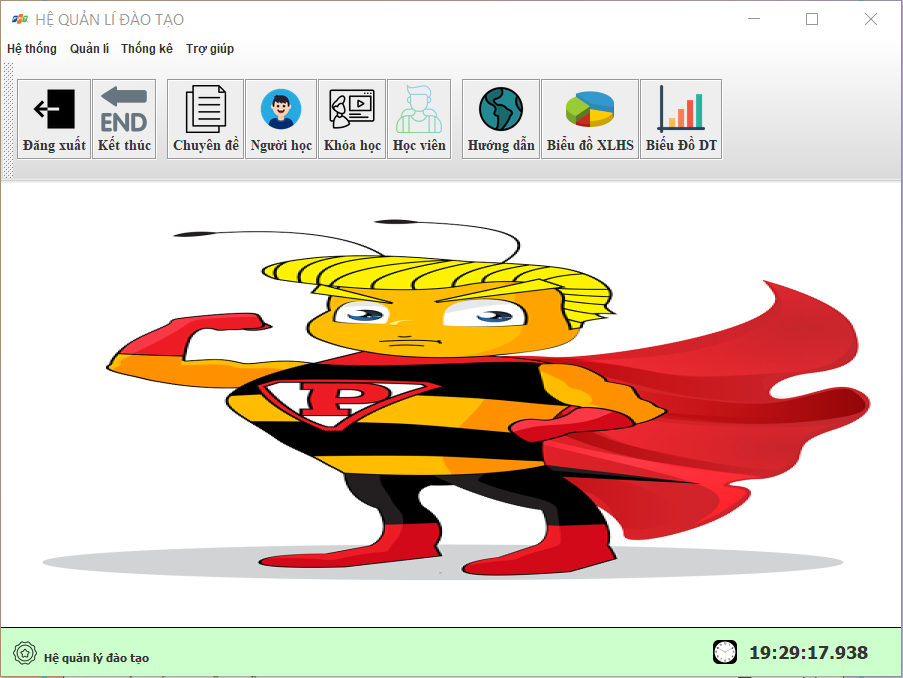 FPT HỆ QUẢN LÍ ĐÀO TẠO
Hệ thống Quản lí Thống kê Trợ giúp
END
Đăng xuất Kết thúc Chuyên đề Người học Khóa học Học viên Hướng dẫn Biểu đồ XLHS Biểu Đồ DT
P
Hệ quản lý đào tạo
19:29:17.938